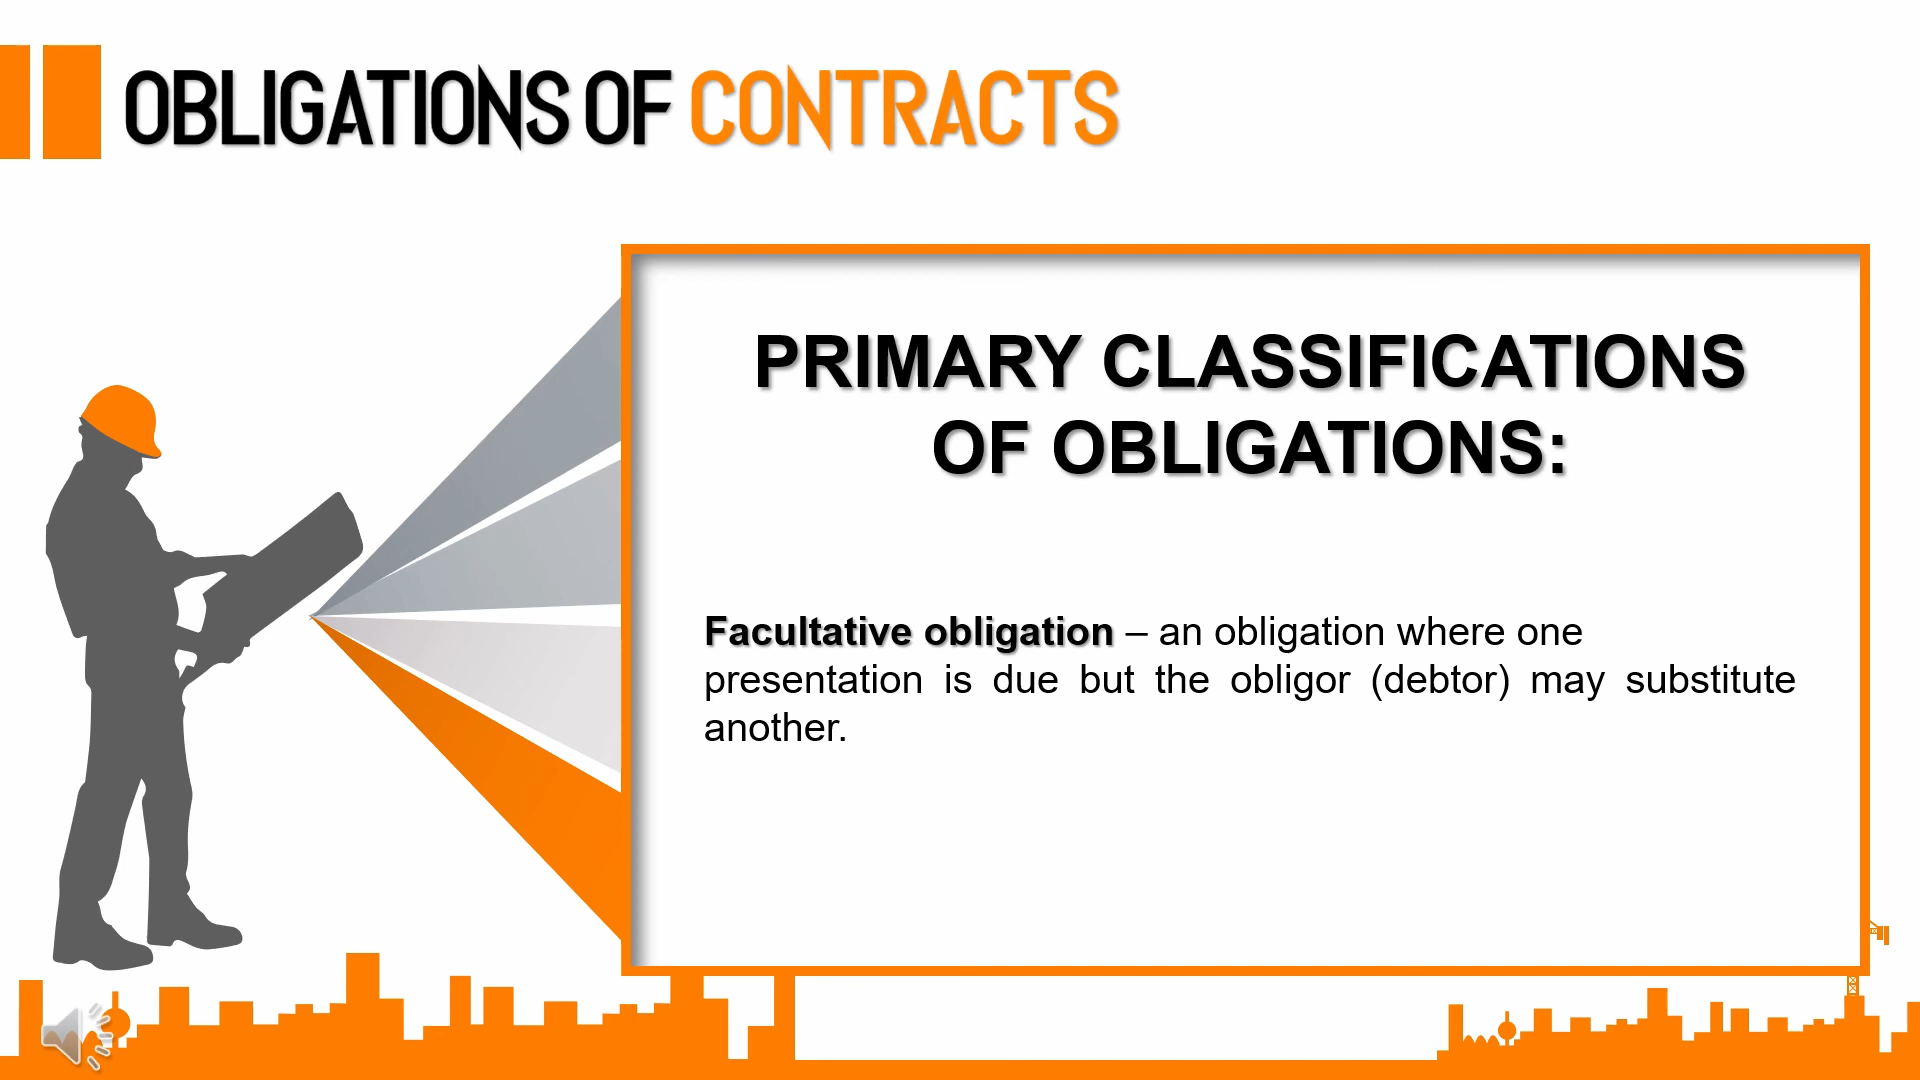 OBLIGATIONS OF CONTRACTS
PRIMARY CLASSIFICATIONS
OF OBLIGATIONS:
Facultative obligation – an obligation where one
presentation is due but the obligor (debtor) may substitute
another.